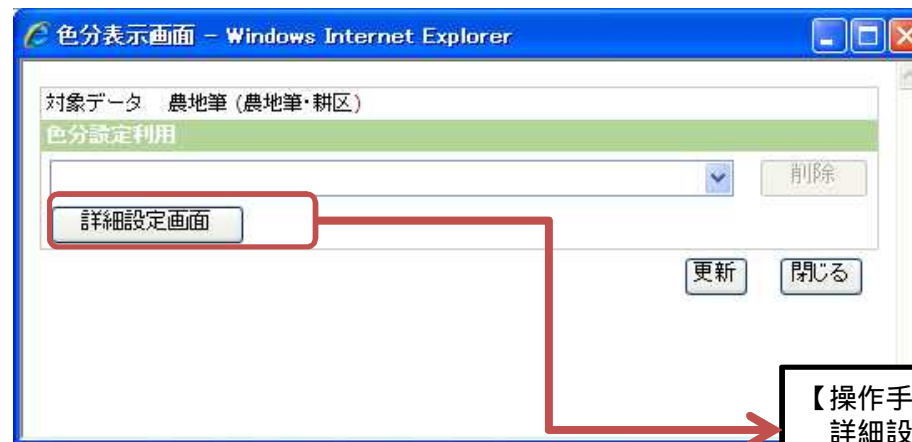 色分表示画面 - Windows Internet Explorer
対象データ 農地筆 (農地筆・耕区)
色分設定利用
削除
詳細設定画面
更新 閉じる
【操作手
詳細設